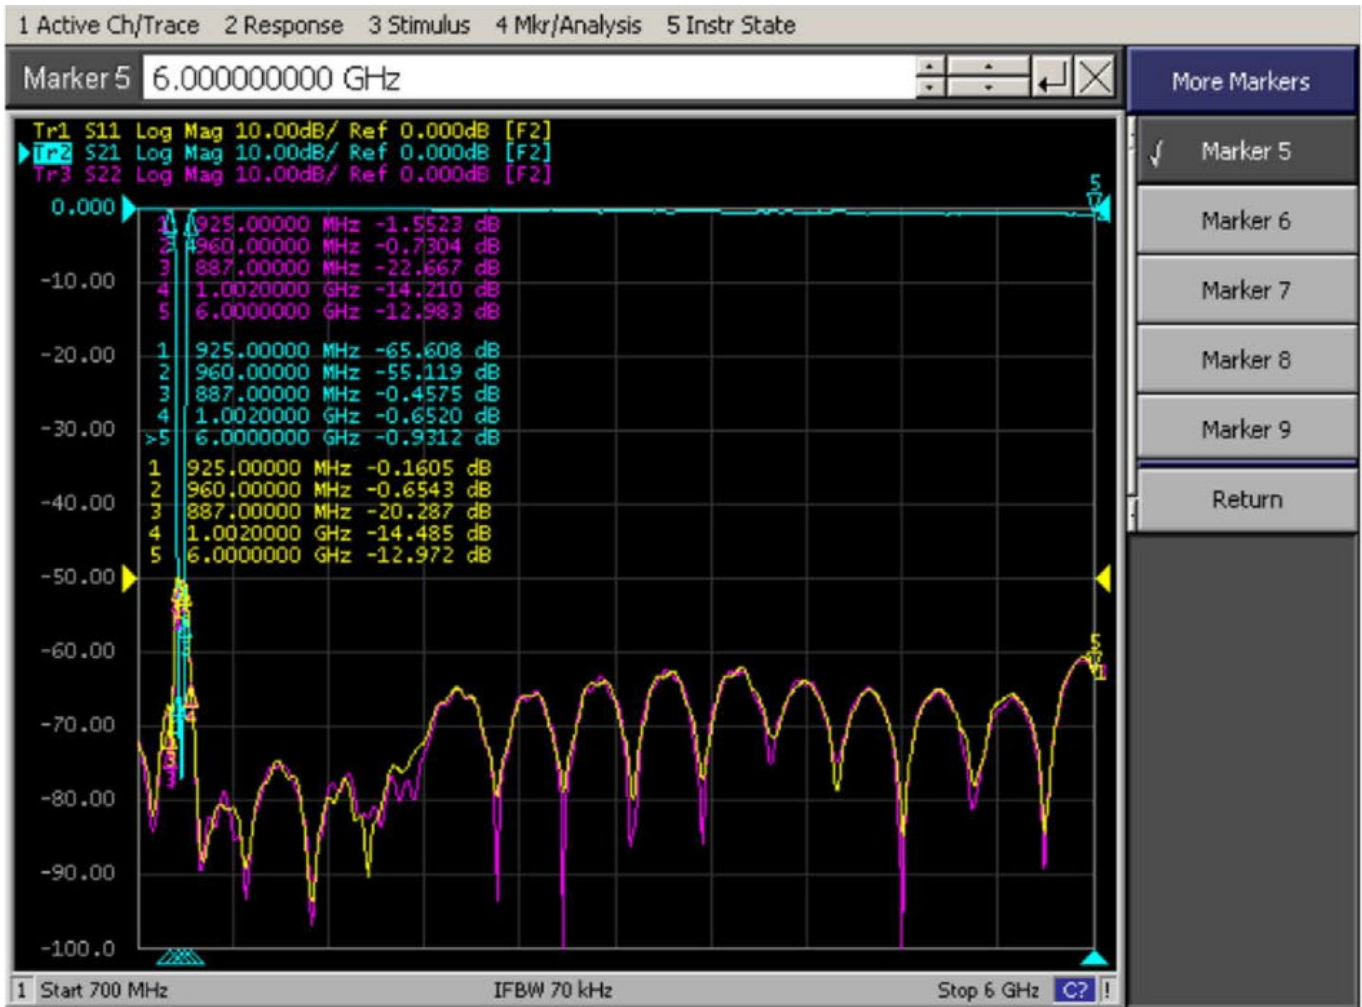 1 Active Ch/Trace 2 Response 3 Stimulus 4 Mkr/Analysis 5 Instr State
Marker 5 6.000000000 GHz
More Markers
Tr1 S11 Log Mag 10.00dB/ Ref 0.000dB [F2]
Tr2 S21 Log Mag 10.00dB/ Ref 0.000dB [F2]
Tr3 S22 Log Mag 10.00dB/ Ref 0.000dB [F2]
Marker 5
Marker 6
Marker 7
Marker 8
Marker 9
Return
5
0.000
-10.00
-20.00
-30.00
-40.00
-50.00
-60.00
-70.00
-80.00
-90.00
-100.0
1 925.00000 MHz -1.5523 dB
2 960.00000 MHz -0.7304 dB
3 887.00000 MHz -22.667 dB
4 1.0020000 GHz -14.210 dB
5 6.0000000 GHz -12.983 dB
1 925.00000 MHz -65.608 dB
2 960.00000 MHz -55.119 dB
3 887.00000 MHz -0.4575 dB
4 1.0020000 GHz -0.6520 dB
>5 6.0000000 GHz -0.9312 dB
1 925.00000 MHz -0.1605 dB
2 960.00000 MHz -0.6543 dB
3 887.00000 MHz -20.287 dB
4 1.0020000 GHz -14.485 dB
5 6.0000000 GHz -12.972 dB
5
1 Start 700 MHz IFBW 70 kHz Stop 6 GHz C? !